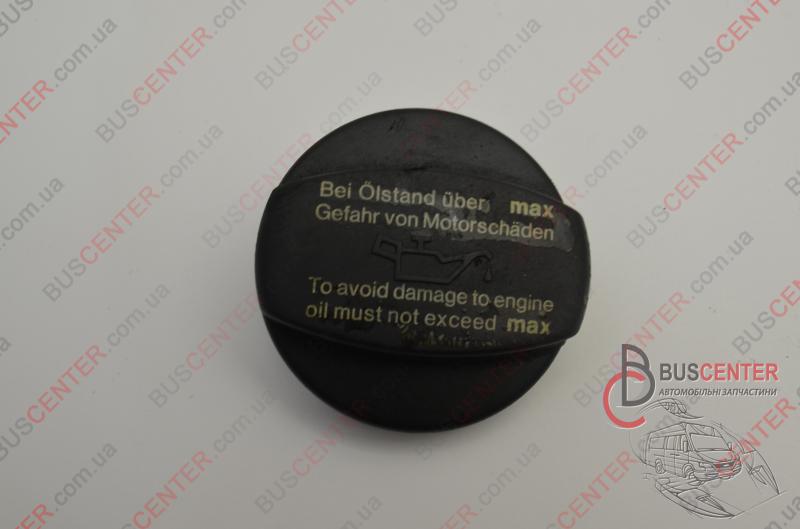 Bei Ölstand über max
Gefahr von Motorschäden
To avoid damage to engine
oil must not exceed max
BUSCENTER
АВТОМОБІЛЬНІ ЗАПЧАСТИНИ
BUSCENTER.com.ua